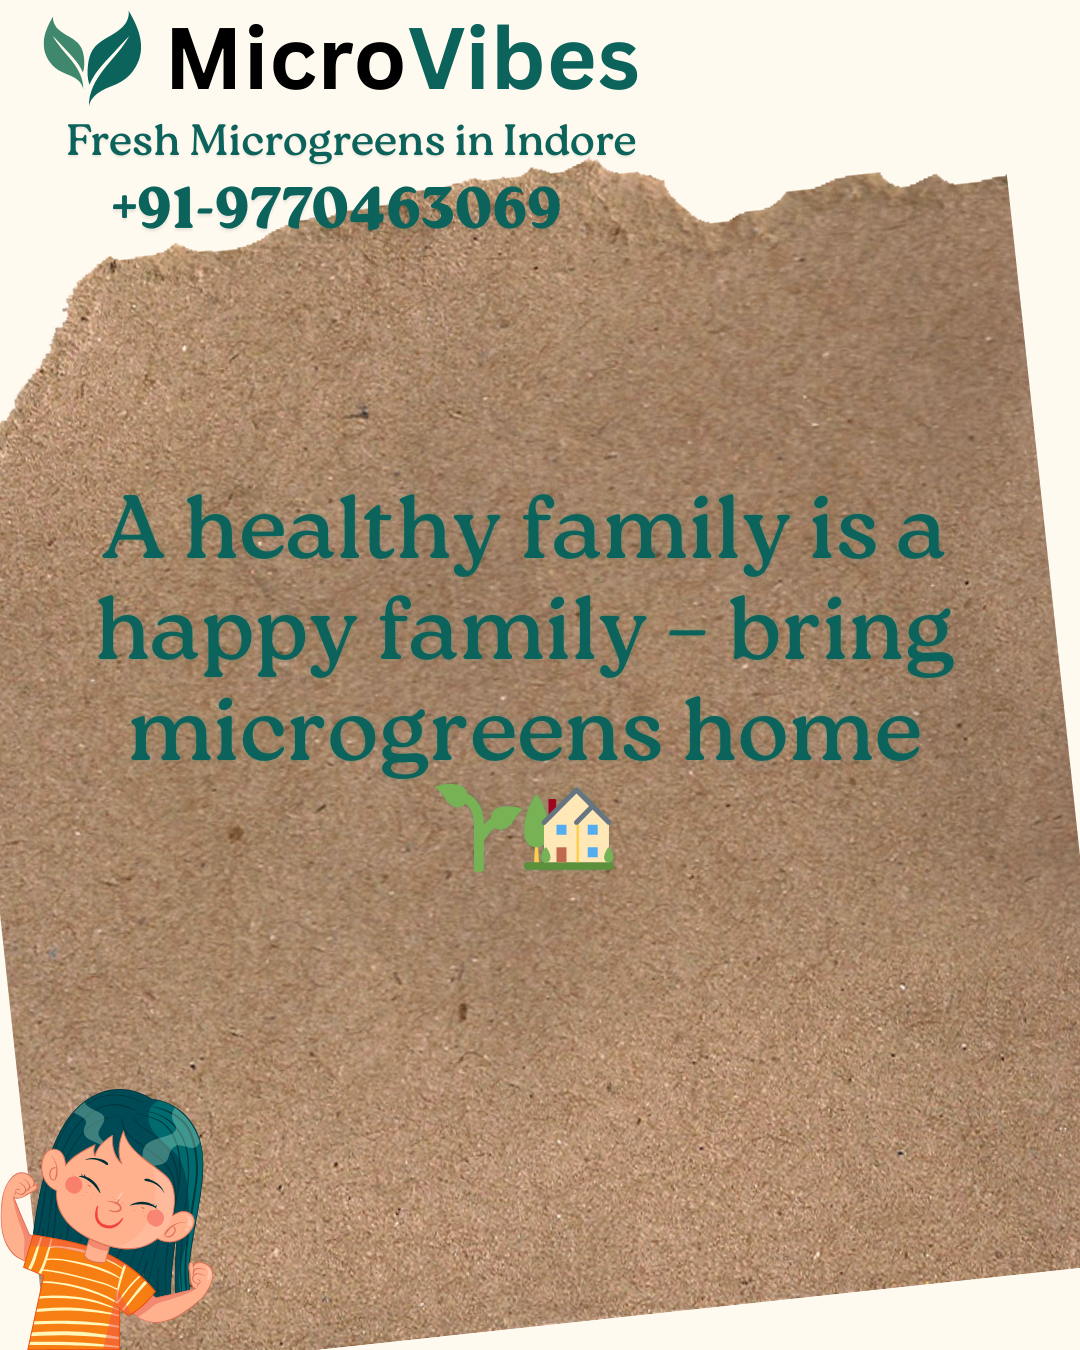 MicroVibes
Fresh Microgreens in Indore
+91-9770463069
A healthy family is a
happy family – bring
microgreens home
🌱🏡